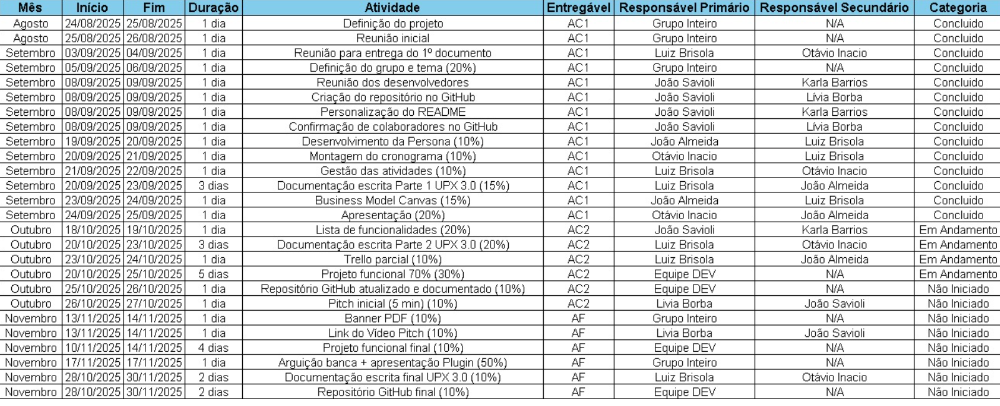 Mês Início Fim Duração Atividade Entregável Responsável Primário Responsável Secundário Categoria
Agosto 24/08/2025 25/08/2025 1 dia Definição do projeto AC1 Grupo Inteiro N/A Concluido
Agosto 25/08/2025 26/08/2025 1 dia Reunião inicial AC1 Grupo Inteiro N/A Concluido
Setembro 03/09/2025 04/09/2025 1 dia Reunião para entrega do 1º documento AC1 Luiz Brisola Otávio Inacio Concluido
Setembro 05/09/2025 06/09/2025 1 dia Definição do grupo e tema (20%) AC1 Grupo Inteiro N/A Concluido
Setembro 08/09/2025 09/09/2025 1 dia Reunião dos desenvolvedores AC1 João Savioli Karla Barrios Concluido
Setembro 08/09/2025 09/09/2025 1 dia Criação do repositório no GitHub AC1 João Savioli Lívia Borba Concluido
Setembro 08/09/2025 09/09/2025 1 dia Personalização do README AC1 João Savioli Karla Barrios Concluido
Setembro 08/09/2025 09/09/2025 1 dia Confirmação de colaboradores no GitHub AC1 João Savioli Lívia Borba Concluido
Setembro 19/09/2025 20/09/2025 1 dia Desenvolvimento da Persona (10%) AC1 João Almeida Luiz Brisola Concluido
Setembro 20/09/2025 21/09/2025 1 dia Montagem do cronograma (10%) AC1 Otávio Inacio Luiz Brisola Concluido
Setembro 21/09/2025 22/09/2025 1 dia Gestão das atividades (10%) AC1 Luiz Brisola Otávio Inacio Concluido
Setembro 20/09/2025 23/09/2025 3 dias Documentação escrita Parte 1 UPX 3.0 (15%) AC1 Luiz Brisola João Almeida Concluido
Setembro 23/09/2025 24/09/2025 1 dia Business Model Canvas (15%) AC1 João Almeida Luiz Brisola Concluido
Setembro 24/09/2025 25/09/2025 1 dia Apresentação (20%) AC1 Otávio Inacio João Almeida Concluido
Outubro 18/10/2025 19/10/2025 1 dia Lista de funcionalidades (20%) AC2 João Savioli Karla Barrios Em Andamento
Outubro 20/10/2025 23/10/2025 3 dias Documentação escrita Parte 2 UPX 3.0 (20%) AC2 Luiz Brisola Otávio Inacio Em Andamento
Outubro 23/10/2025 24/10/2025 1 dia Trello parcial (10%) AC2 Luiz Brisola João Almeida Em Andamento
Outubro 20/10/2025 25/10/2025 5 dias Projeto funcional 70% (30%) AC2 Equipe DEV N/A Em Andamento
Outubro 25/10/2025 26/10/2025 1 dia Repositório GitHub atualizado e documentado (10%) AC2 Equipe DEV N/A Não Iniciado
Outubro 26/10/2025 27/10/2025 1 dia Pitch inicial (5 min) (10%) AC2 Livia Borba João Savioli Não Iniciado
Novembro 13/11/2025 14/11/2025 1 dia Banner PDF (10%) AF Grupo Inteiro N/A Não Iniciado
Novembro 13/11/2025 14/11/2025 1 dia Link do Vídeo Pitch (10%) AF Livia Borba João Savioli Não Iniciado
Novembro 10/11/2025 14/11/2025 4 dias Projeto funcional final (10%) AF Equipe DEV N/A Não Iniciado
Novembro 17/11/2025 17/11/2025 1 dia Arguição banca + apresentação Plugin (50%) AF Grupo Inteiro N/A Não Iniciado
Novembro 28/10/2025 30/11/2025 2 dias Documentação escrita final UPX 3.0 (10%) AF Luiz Brisola Otávio Inacio Não Iniciado
Novembro 28/10/2025 30/11/2025 2 dias Repositório GitHub final (10%) AF Equipe DEV N/A Não Iniciado